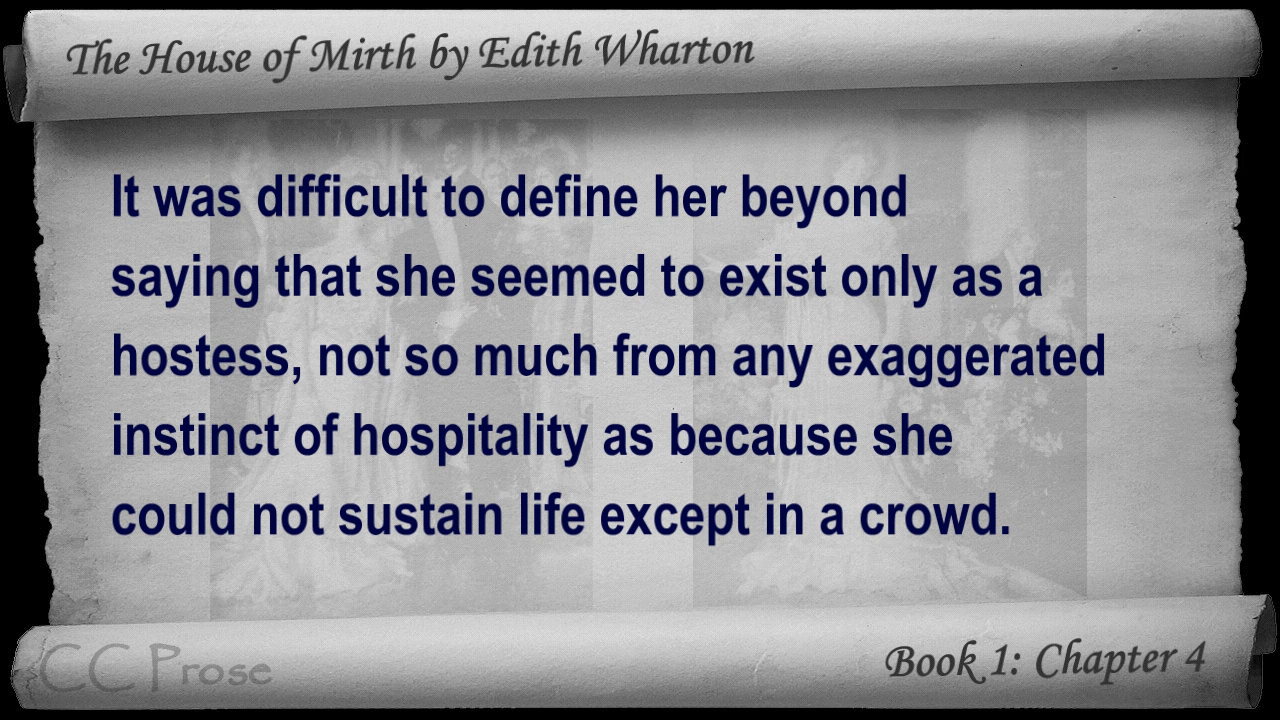 The House of Mirth by Edith Wharton
It was difficult to define her beyond
saying that she seemed to exist only as a
hostess, not so much from any exaggerated
instinct of hospitality as because she
could not sustain life except in a crowd.
CC Prose
Book 1: Chapter 4